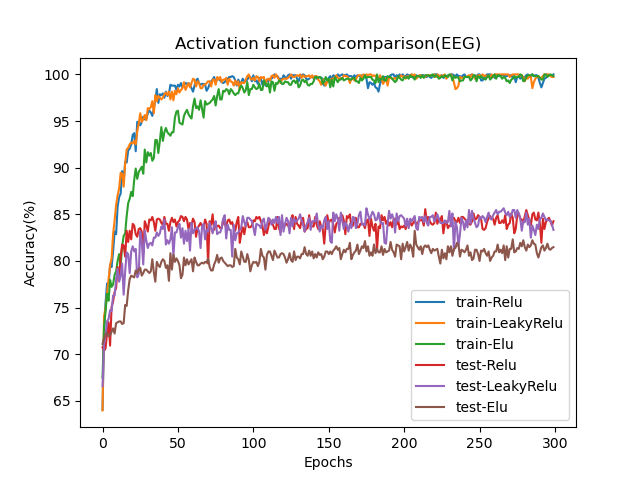 Activation function comparison(EEG)
Accuracy(%)
100
95
90
85
80
75
70
65
0 50 100 150 200 250 300
Epochs
train-Relu
train-LeakyRelu
train-Elu
test-Relu
test-LeakyRelu
test-Elu